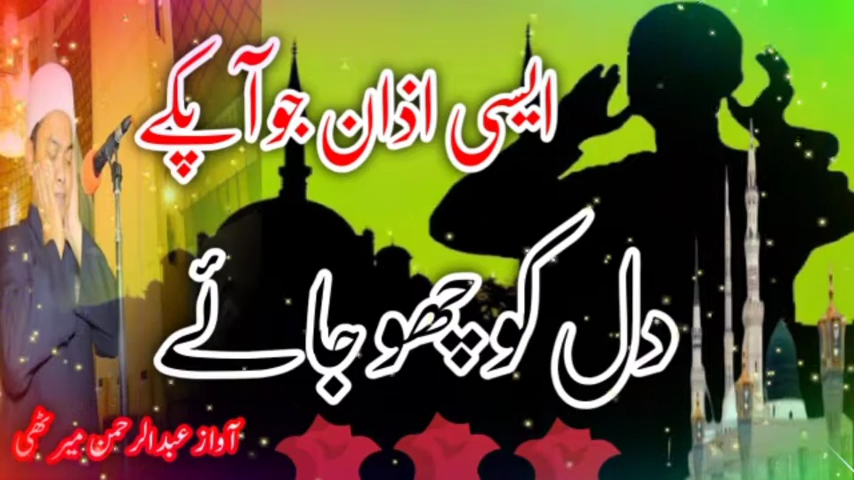 ایسی اذان جو آپکے
دل کو چھو جائے
آواز عبدالرحمن میرٹھی